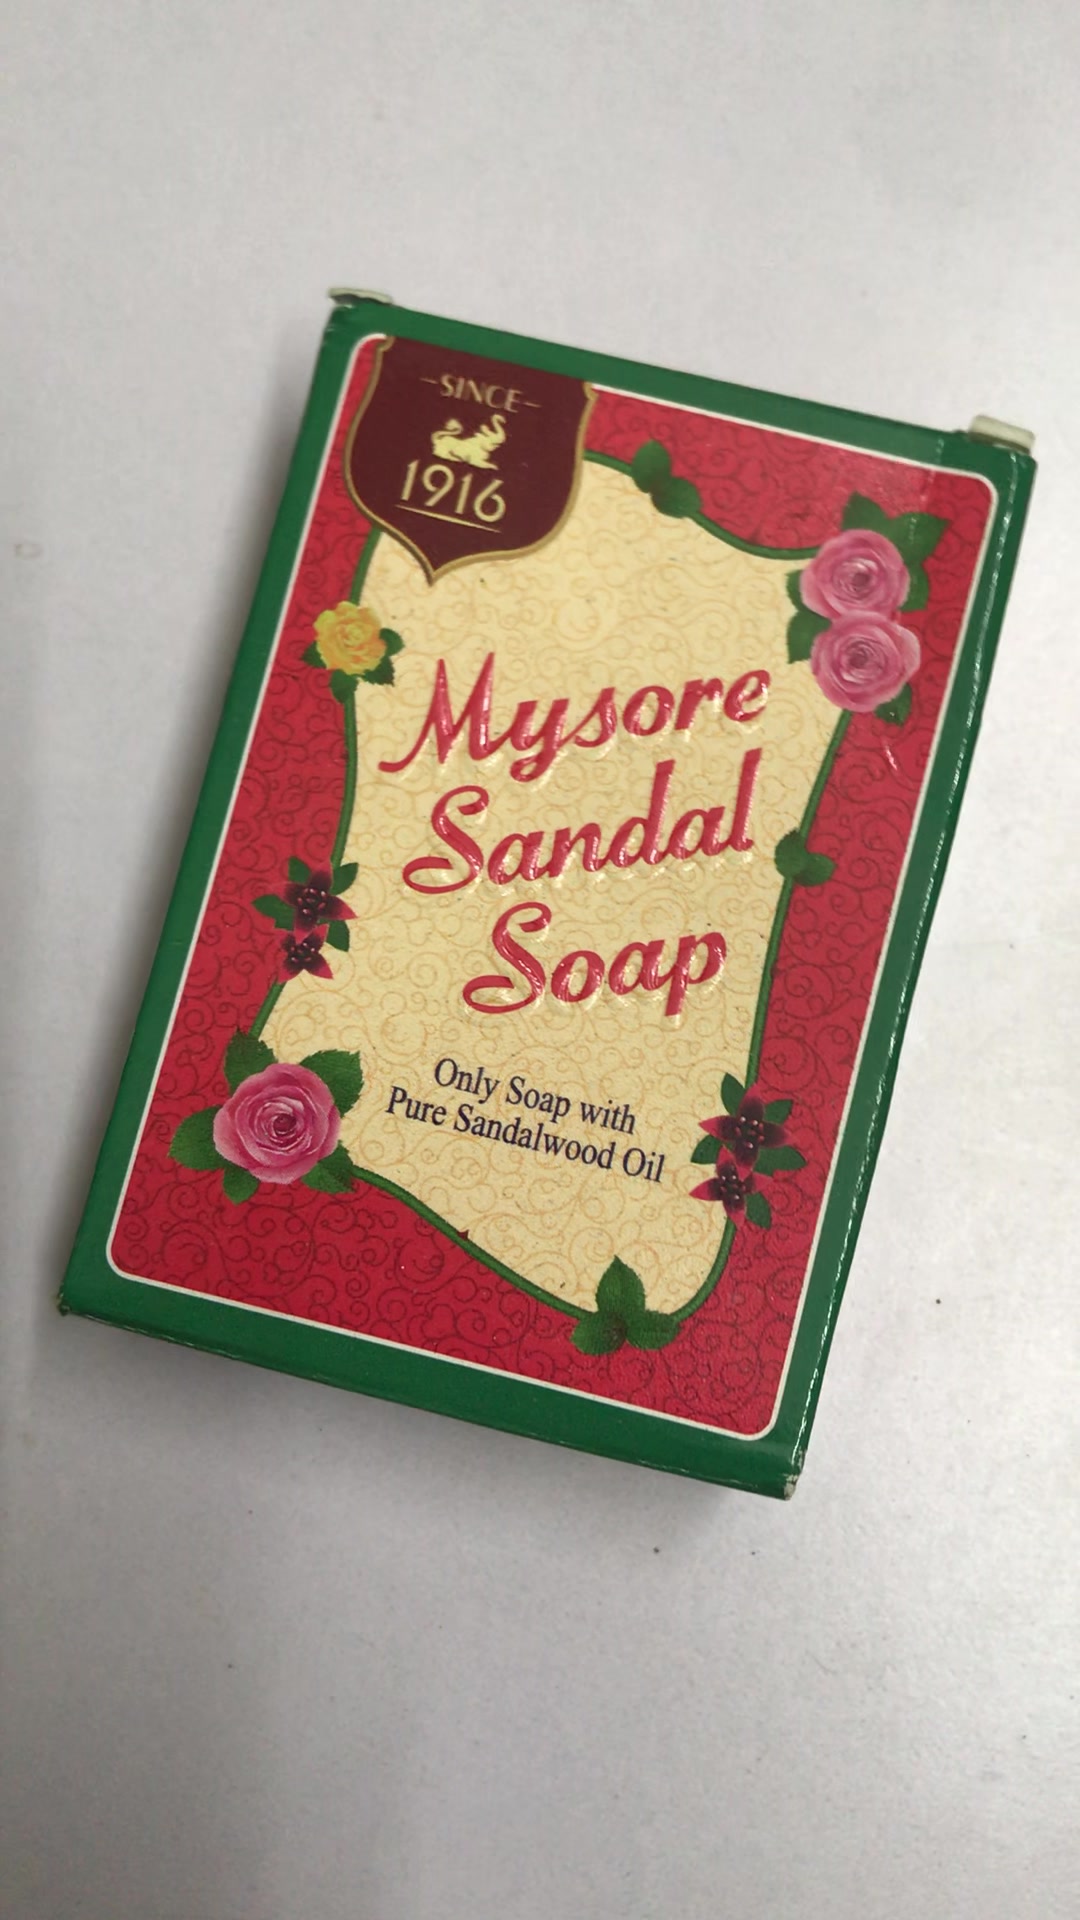 -SINCE-
1916
Mysore
Sandal
Soap
Only Soap with
Pure Sandalwood Oil